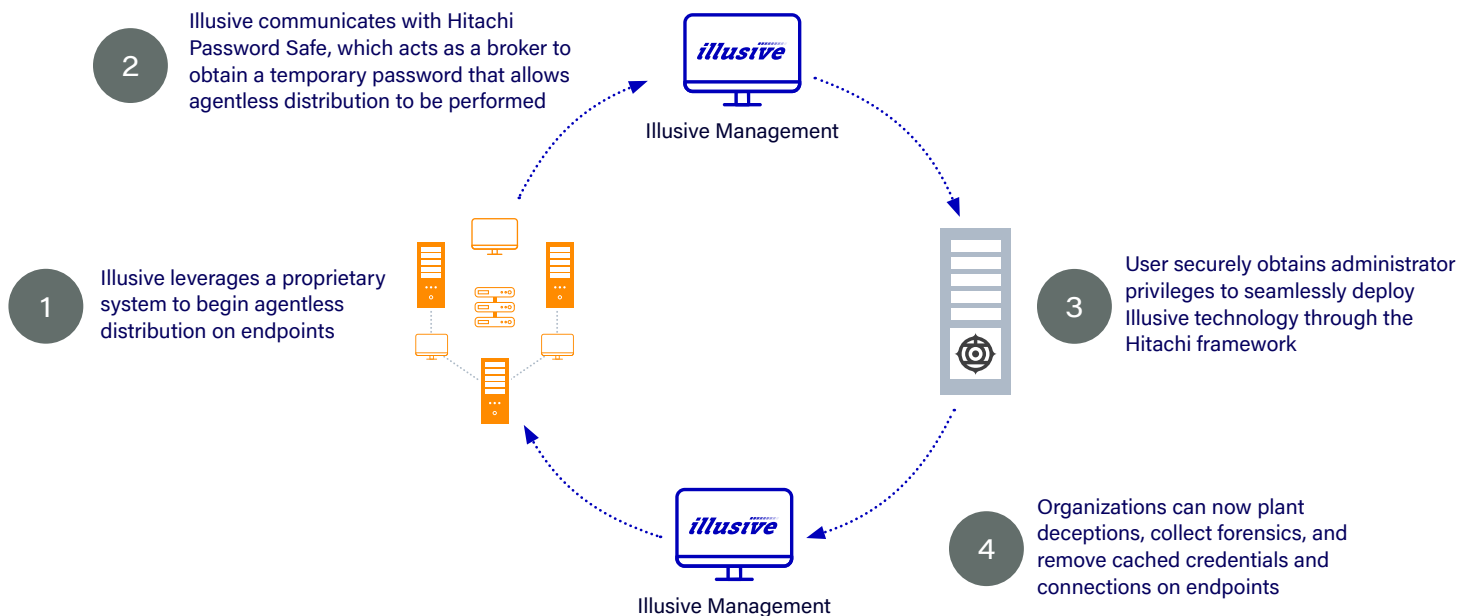 2
Illusive communicates with Hitachi
Password Safe, which acts as a broker to
obtain a temporary password that allows
agentless distribution to be performed
illusive
Illusive Management
1
Illusive leverages a proprietary
system to begin agentless
distribution on endpoints
3
User securely obtains administrator
privileges to seamlessly deploy
Illusive technology through the
Hitachi framework
4
Organizations can now plant
deceptions, collect forensics, and
remove cached credentials and
connections on endpoints
illusive
Illusive Management